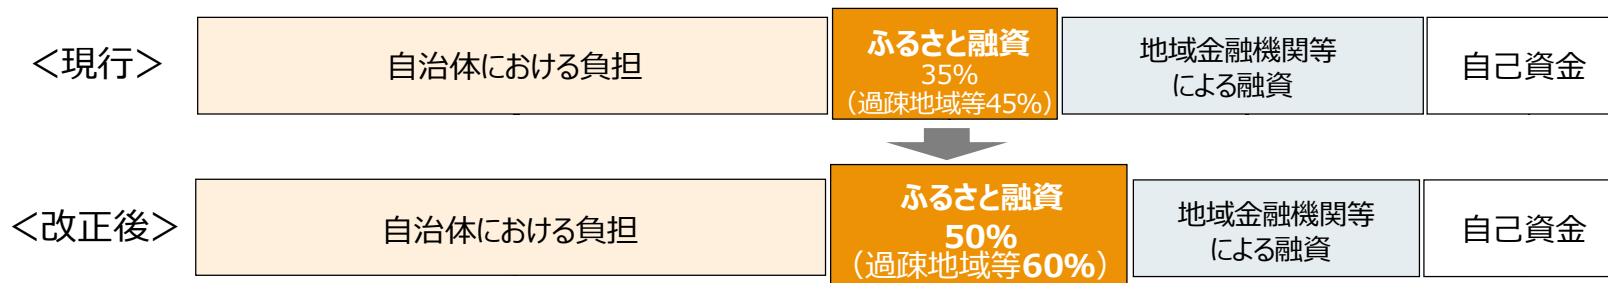 ＜現行＞
自治体における負担
ふるさと融資
35%
（過疎地域等45%）
地域金融機関等
による融資
自己資金
＜改正後＞
自治体における負担
ふるさと融資
50%
（過疎地域等60%）
地域金融機関等
による融資
自己資金